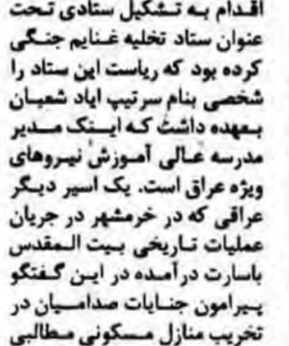 اقدام به تشکیل ستادی تحت
عنوان ستاد تخلیه غنایم جنگی
کرده بود که ریاست این ستاد را
شخصی بنام سرتیپ ایاد شعبان
بعهده داشت که اینک مدیر
مدرسه عالی آموزش نیروهای
ویژه عراق است. یک اسیر دیگر
عراقی که در خرمشهر در جریان
عملیات تاریخی بیت المقدس
باسارت درآمده در این گفتگو
پیرامون جنایات صدامیان در
تخریب منازل مسکونی مطالبی